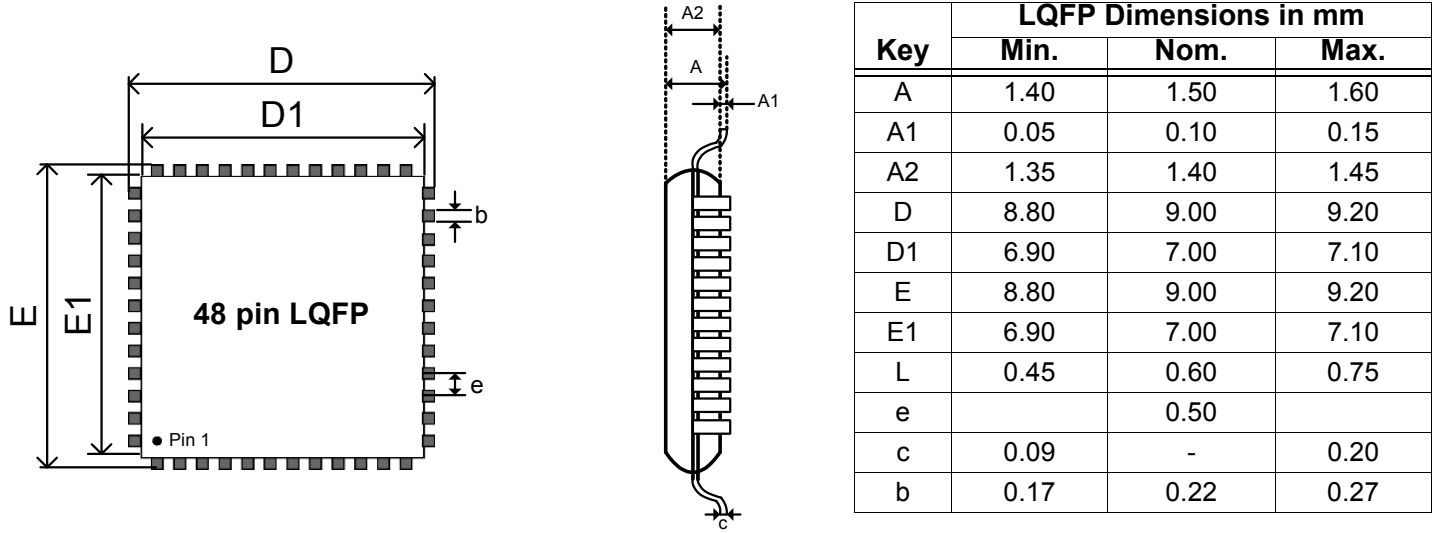 D
D1
E
E1
b
e
48 pin LQFP
Pin 1
A2
A
A1
c
LQFP Dimensions in mm
Key Min. Nom. Max.
A 1.40 1.50 1.60
A1 0.05 0.10 0.15
A2 1.35 1.40 1.45
D 8.80 9.00 9.20
D1 6.90 7.00 7.10
E 8.80 9.00 9.20
E1 6.90 7.00 7.10
L 0.45 0.60 0.75
e 0.50
c 0.09 - 0.20
b 0.17 0.22 0.27